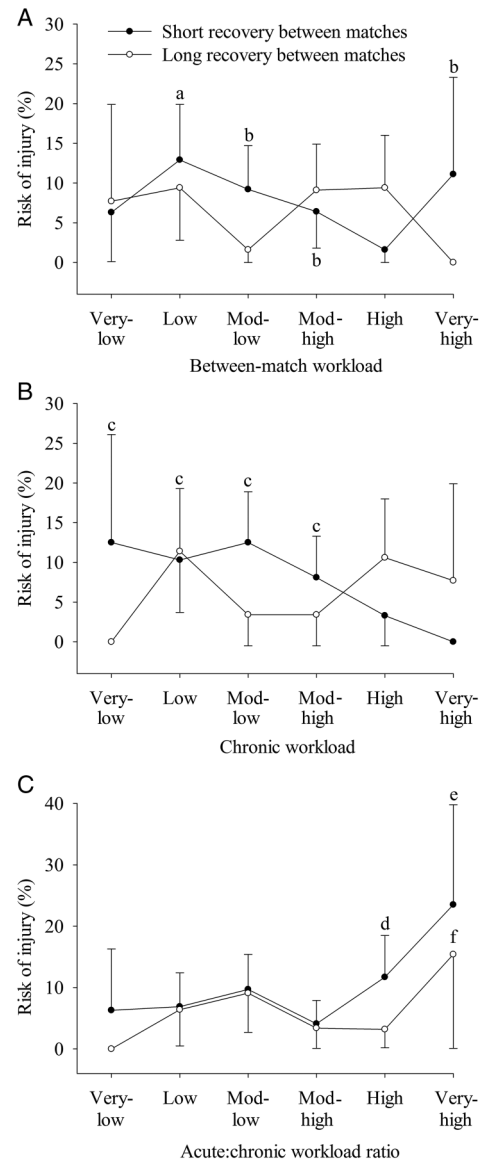 A
30
Short recovery between matches
Long recovery between matches
25
20
15
10
5
0
Risk of injury (%)
a
b
b
b
Very-low
Low
Mod-low
Mod-high
High
Very-high
Between-match workload
B
30
25
20
15
10
5
0
Risk of injury (%)
c
c
c
c
Very-low
Low
Mod-low
Mod-high
High
Very-high
Chronic workload
C
40
30
20
10
0
Risk of injury (%)
d
e
f
Very-low
Low
Mod-low
Mod-high
High
Very-high
Acute:chronic workload ratio